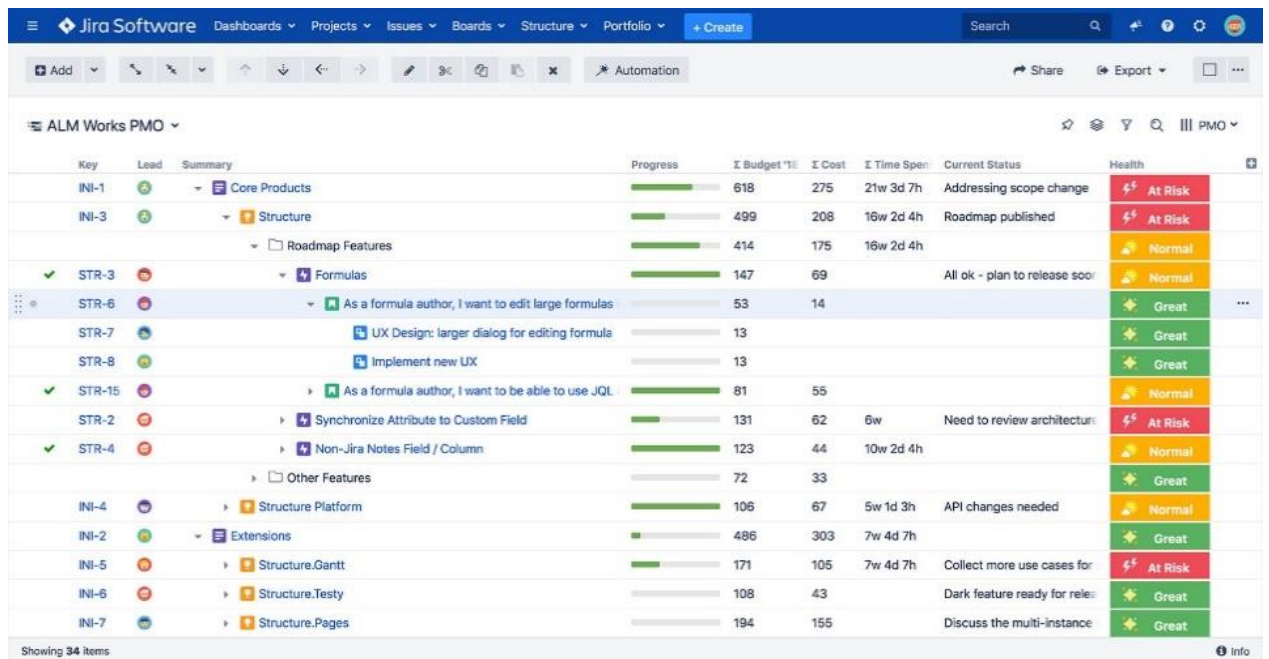 Jira Software Dashboards Projects Issues Boards Structure Portfolio + Create Search
Add Automation Share Export
ALM Works PMO PMO
Key Lead Summary Progress Σ Budget '18 Σ Cost Σ Time Spen Current Status Health
INI-1 Core Products 618 275 21w 3d 7h Addressing scope change At Risk
INI-3 Structure 499 208 16w 2d 4h Roadmap published At Risk
Roadmap Features 414 175 16w 2d 4h Normal
STR-3 Formulas 147 69 All ok - plan to release soor Normal
STR-6 As a formula author, I want to edit large formulas 53 14 Great
STR-7 UX Design: larger dialog for editing formula 13 Great
STR-8 Implement new UX 13 Great
STR-15 As a formula author, I want to be able to use JQL 81 55 Normal
STR-2 Synchronize Attribute to Custom Field 131 62 6w Need to review architecture At Risk
STR-4 Non-Jira Notes Field / Column 123 44 10w 2d 4h Normal
Other Features 72 33 Great
INI-4 Structure Platform 106 67 5w 1d 3h API changes needed Normal
INI-2 Extensions 486 303 7w 4d 7h Great
INI-5 Structure.Gantt 171 105 7w 4d 7h Collect more use cases for At Risk
INI-6 Structure.Testy 108 43 Dark feature ready for relea Great
INI-7 Structure.Pages 194 155 Discuss the multi-instance Great
Showing 34 items Info